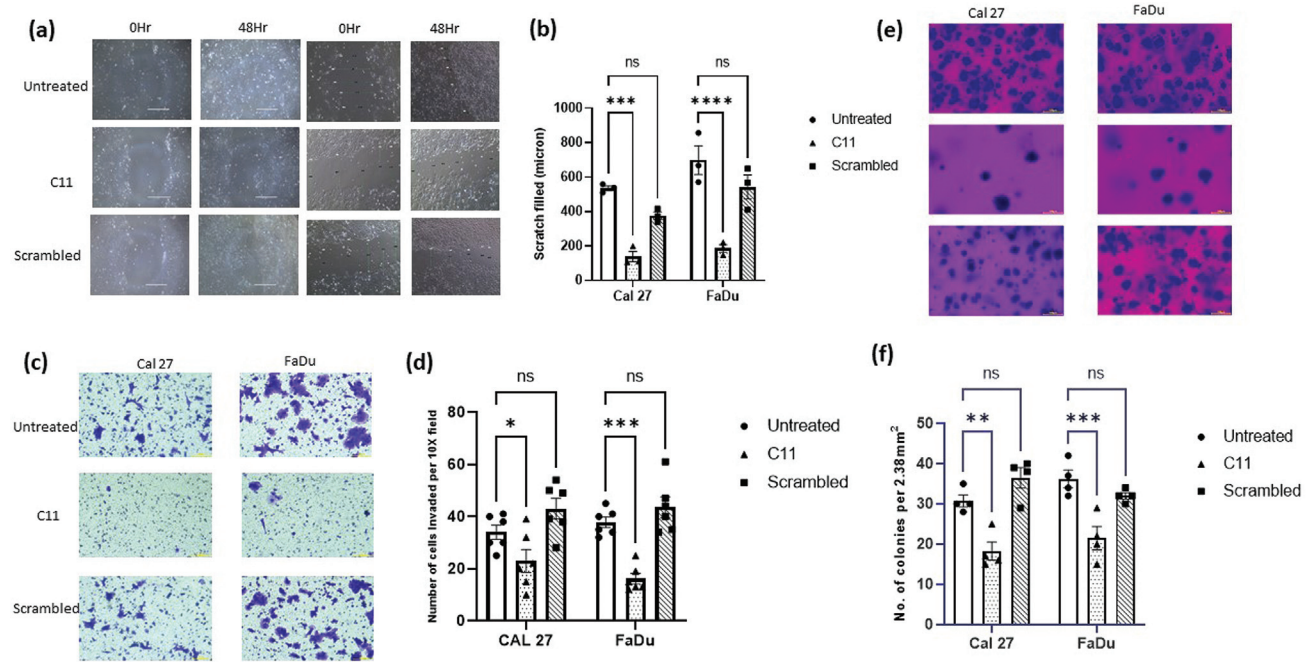 (a)
0Hr 48Hr 0Hr 48Hr
Untreated
C11
Scrambled
(b)
ns ns
*** ****
1000
800
600
400
200
0
Scratch filled (micron)
Cal 27 FaDu
Untreated
C11
Scrambled
(c)
Cal 27 FaDu
Untreated
C11
Scrambled
(d)
ns ns
* ***
80
60
40
20
0
Number of cells Invaded per 10X field
CAL 27 FaDu
Untreated
C11
Scrambled
(e)
Cal 27 FaDu
(f)
ns ns
** ***
50
40
30
20
10
0
No. of colonies per 2.38mm²
Cal 27 FaDu
Untreated
C11
Scrambled